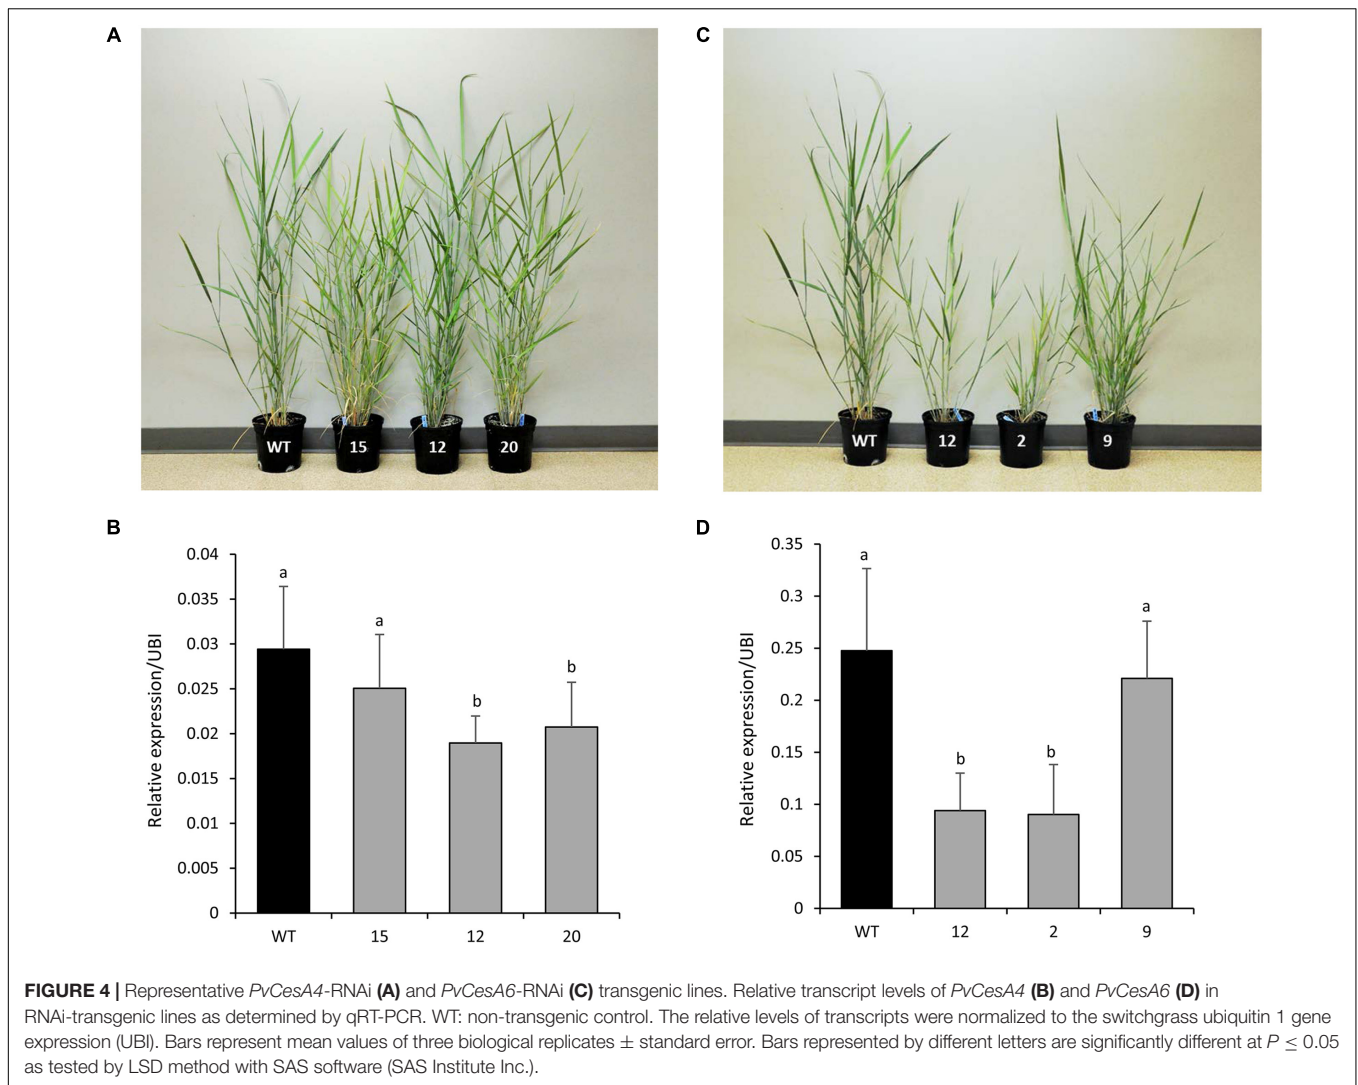 A
WT
15
12
20
C
WT
12
2
9
B
Relative expression/UBI
0.04
0.035
0.03
0.025
0.02
0.015
0.01
0.005
0
a
a
b
b
WT
15
12
20
D
Relative expression/UBI
0.35
0.3
0.25
0.2
0.15
0.1
0.05
0
a
b
b
a
WT
12
2
9
FIGURE 4 | Representative PvCesA4-RNAi (A) and PvCesA6-RNAi (C) transgenic lines. Relative transcript levels of PvCesA4 (B) and PvCesA6 (D) in
RNAi-transgenic lines as determined by qRT-PCR. WT: non-transgenic control. The relative levels of transcripts were normalized to the switchgrass ubiquitin 1 gene
expression (UBI). Bars represent mean values of three biological replicates ± standard error. Bars represented by different letters are significantly different at P ≤ 0.05
as tested by LSD method with SAS software (SAS Institute Inc.).